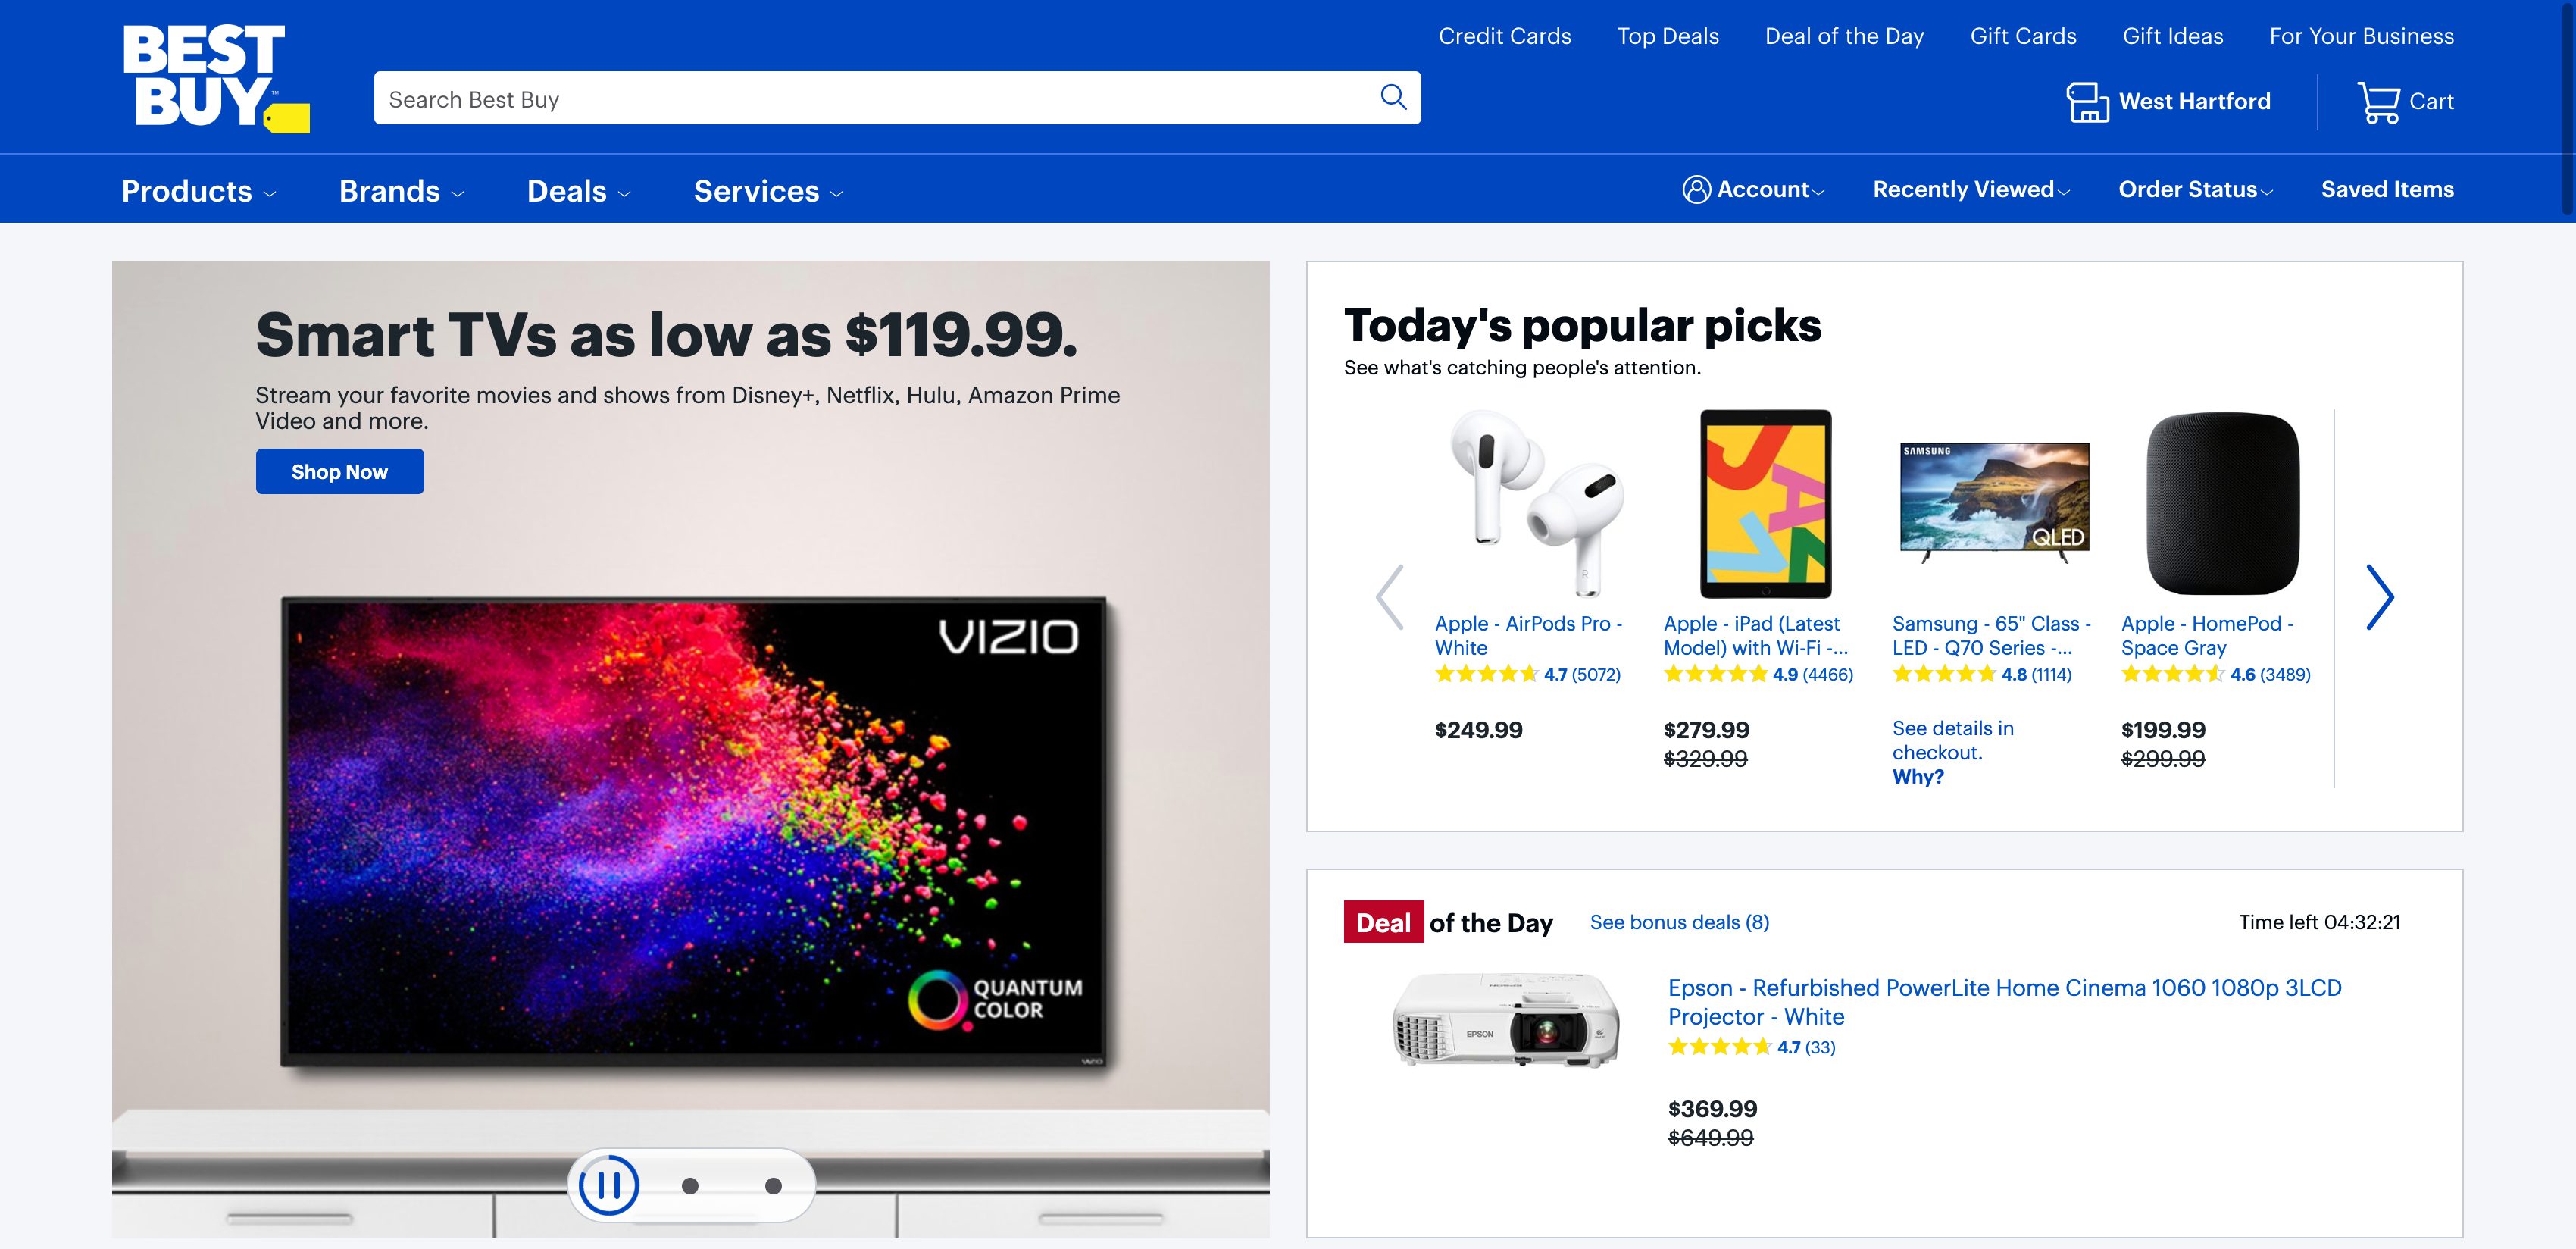 BEST
BUY™
Search Best Buy
Credit Cards
Top Deals
Deal of the Day
Gift Cards
Gift Ideas
For Your Business
West Hartford
Cart
Products
Brands
Deals
Services
Account
Recently Viewed
Order Status
Saved Items
Smart TVs as low as $119.99.
Stream your favorite movies and shows from Disney+, Netflix, Hulu, Amazon Prime
Video and more.
Shop Now
VIZIO
QUANTUM
COLOR
VIZIO
Today's popular picks
See what's catching people's attention.
R
Apple - AirPods Pro -
White
4.7 (5072)
$249.99
Apple - iPad (Latest
Model) with Wi-Fi -...
4.9 (4466)
$279.99
$329.99
SAMSUNG
QLED
Samsung - 65" Class -
LED - Q70 Series -...
4.8 (1114)
See details in
checkout.
Why?
Apple - HomePod -
Space Gray
4.6 (3489)
$199.99
$299.99
Deal of the Day
See bonus deals (8)
Time left 04:32:21
EPSON
EPSON
Epson - Refurbished PowerLite Home Cinema 1060 1080p 3LCD
Projector - White
4.7 (33)
$369.99
$649.99